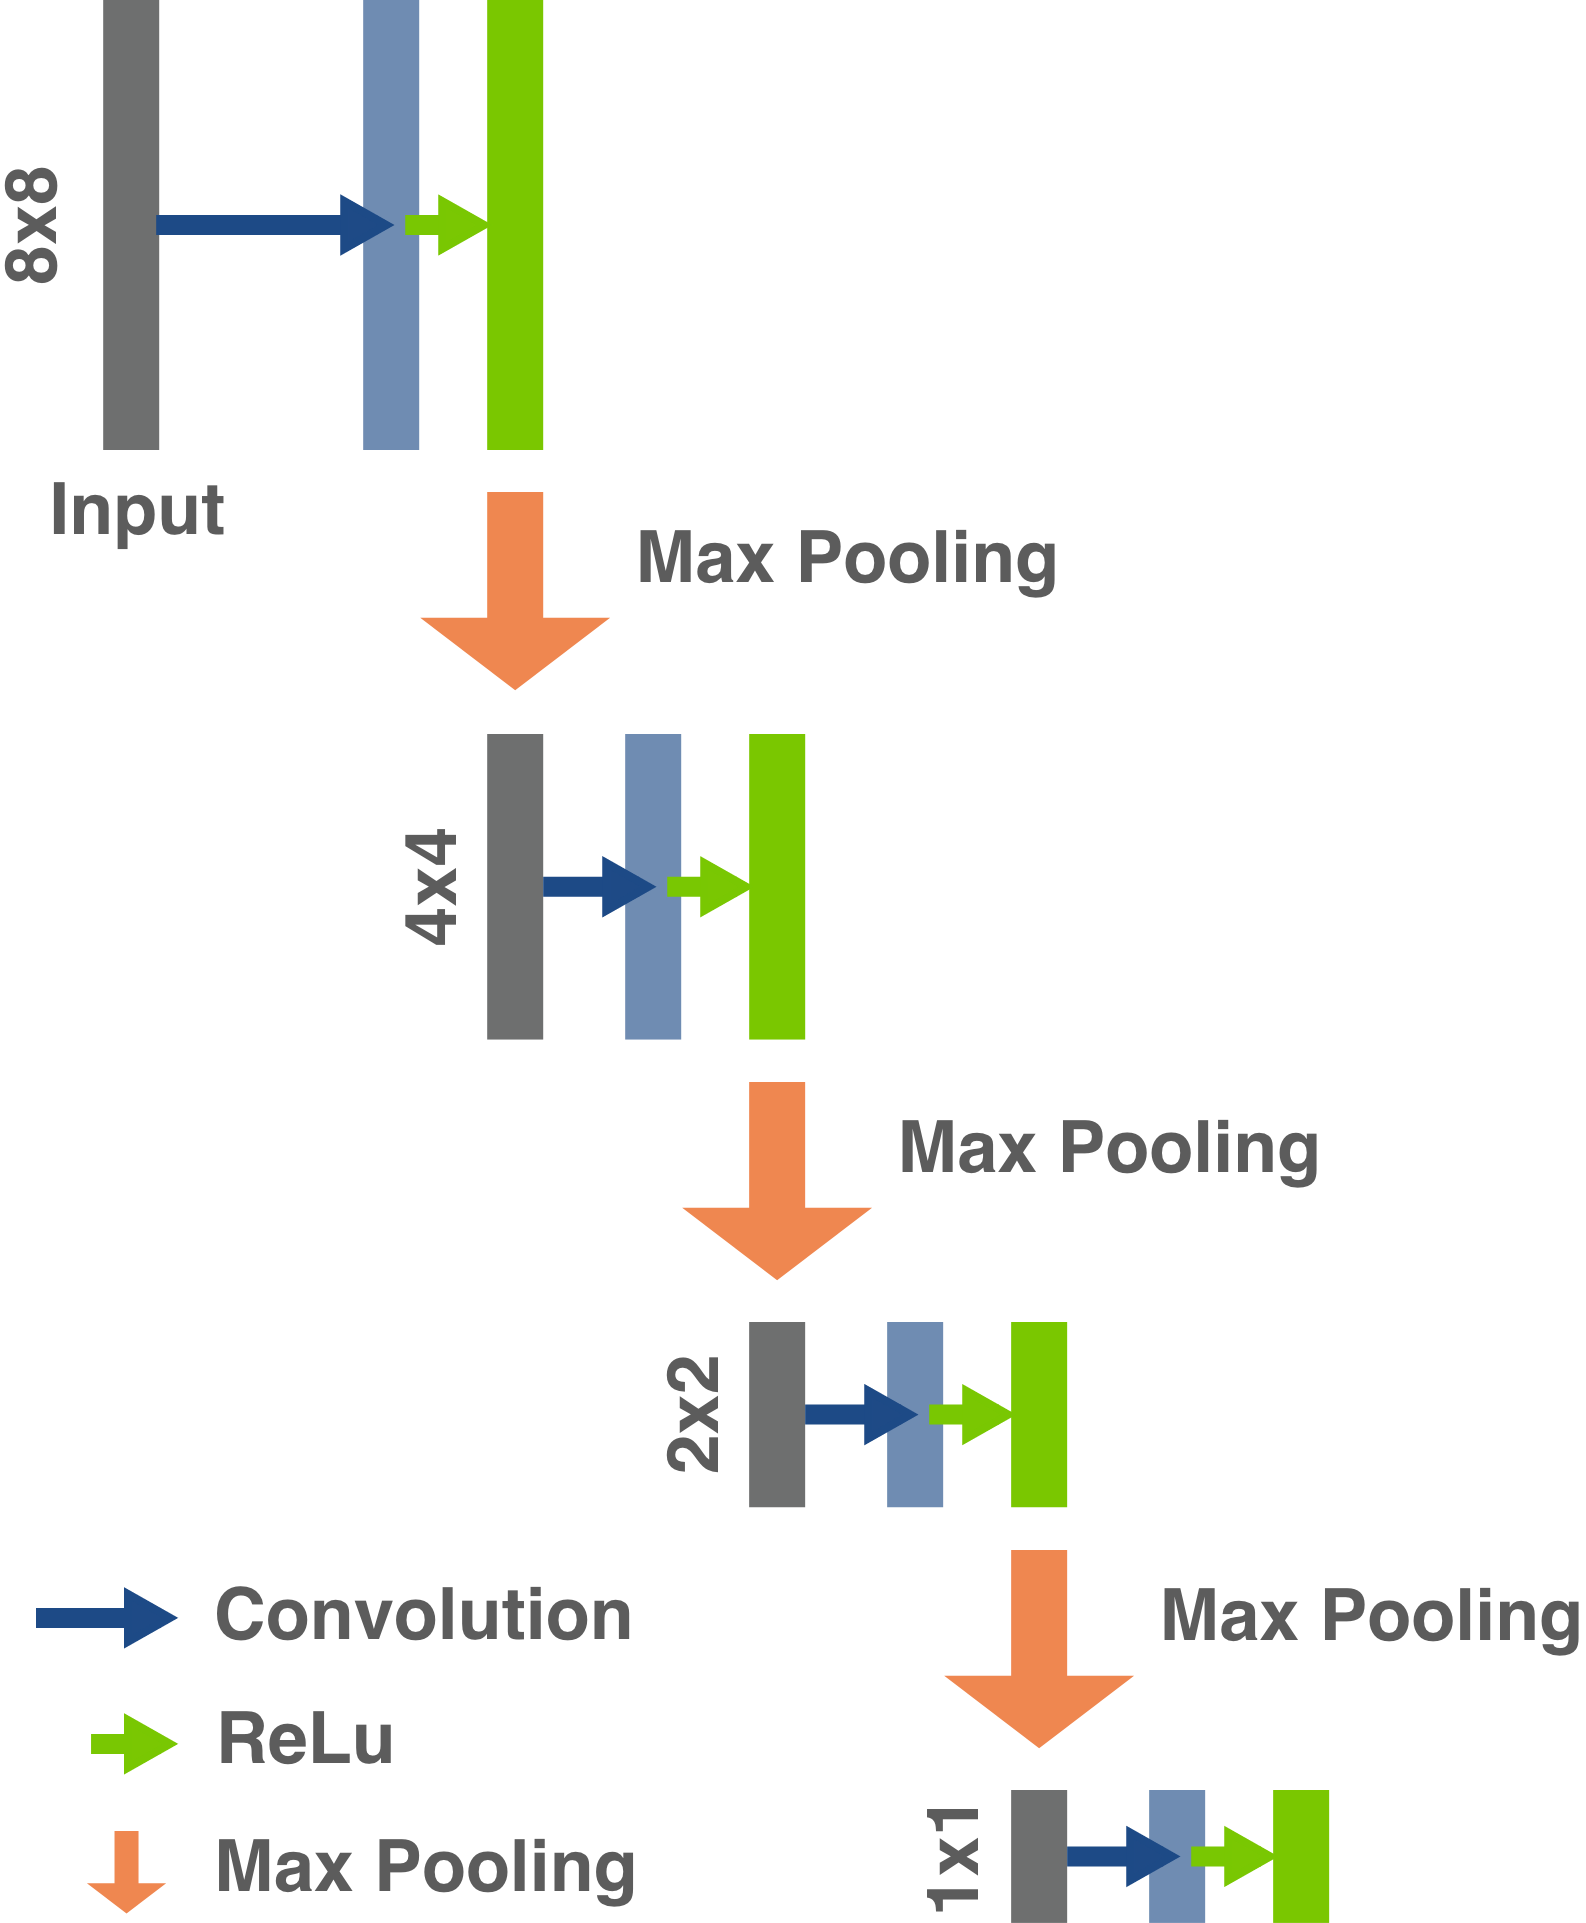 8x8
Input
Max Pooling
4x4
Max Pooling
2x2
Max Pooling
1x1
Convolution
ReLu
Max Pooling